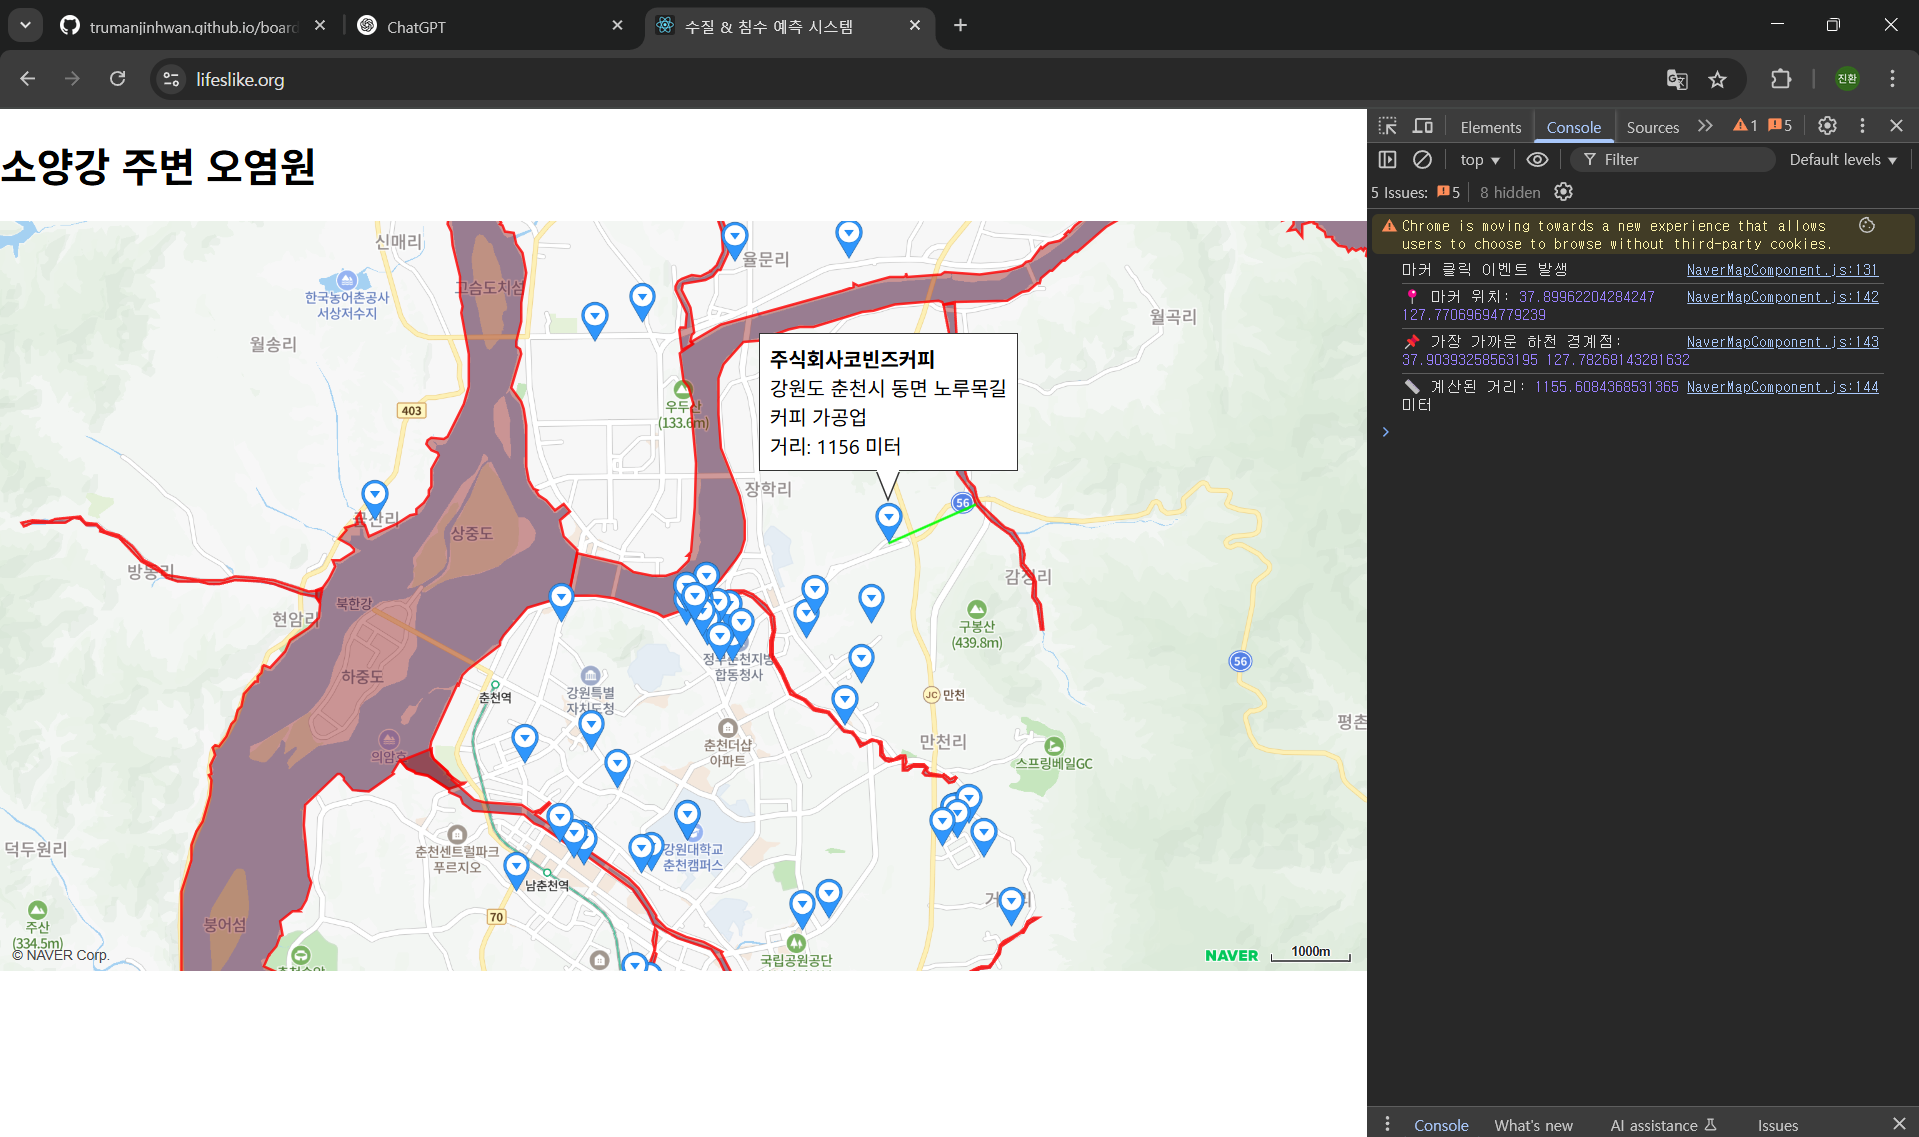 trumanjinhwan.github.io/board
ChatGPT
수질 & 침수 예측 시스템
lifeslike.org
진환
소양강 주변 오염원
Elements
Console
Sources
1
5
top
Filter
Default levels
5 Issues:
5
8 hidden
Chrome is moving towards a new experience that allows
users to choose to browse without third-party cookies.
마커 클릭 이벤트 발생
NaverMapComponent.js:131
마커 위치: 37.89962204284247
NaverMapComponent.js:142
127.77069694779239
가장 가까운 하천 경계점:
NaverMapComponent.js:143
37.90393258563195 127.78268143281632
계산된 거리: 1155.6084368531365
NaverMapComponent.js:144
미터
신매리
고슴도치섬
율문리
한국농어촌공사
서상저수지
월송리
월곡리
주식회사코빈즈커피
강원도 춘천시 동면 노루목길
커피 가공업
거리: 1156 미터
403
우두산
(133.6m)
장학리
56
상중도
방동리
감정리
북한강
현암리
구봉산
(439.8m)
56
하중도
정부춘천지방
합동청사
춘천역
강원특별
자치도청
JC 만천
평촌
의암호
춘천더샵
아파트
만천리
스프링베일GC
덕두원리
춘천센트럴파크
푸르지오
강원대학교
춘천캠퍼스
남춘천역
70
붕어섬
주산
(334.5m)
© NAVER Corp.
국립공원공단
NAVER
1000m
Console
What's new
AI assistance
Issues